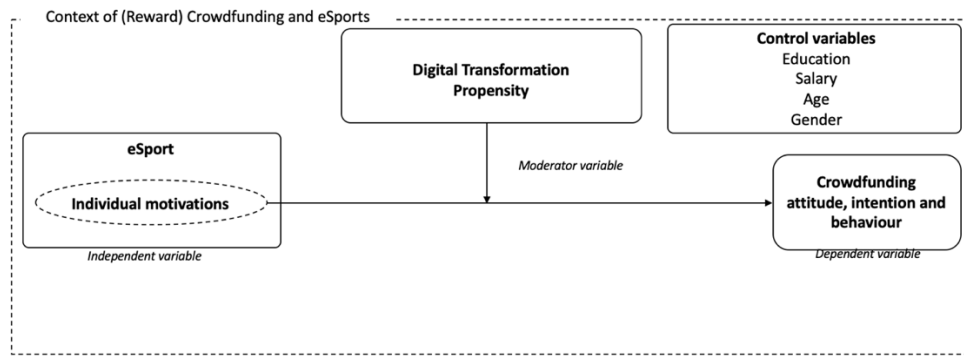 Context of (Reward) Crowdfunding and eSports
Digital Transformation
Propensity
Control variables
Education
Salary
Age
Gender
eSport
Individual motivations
Independent variable
Moderator variable
Crowdfunding
attitude, intention and
behaviour
Dependent variable